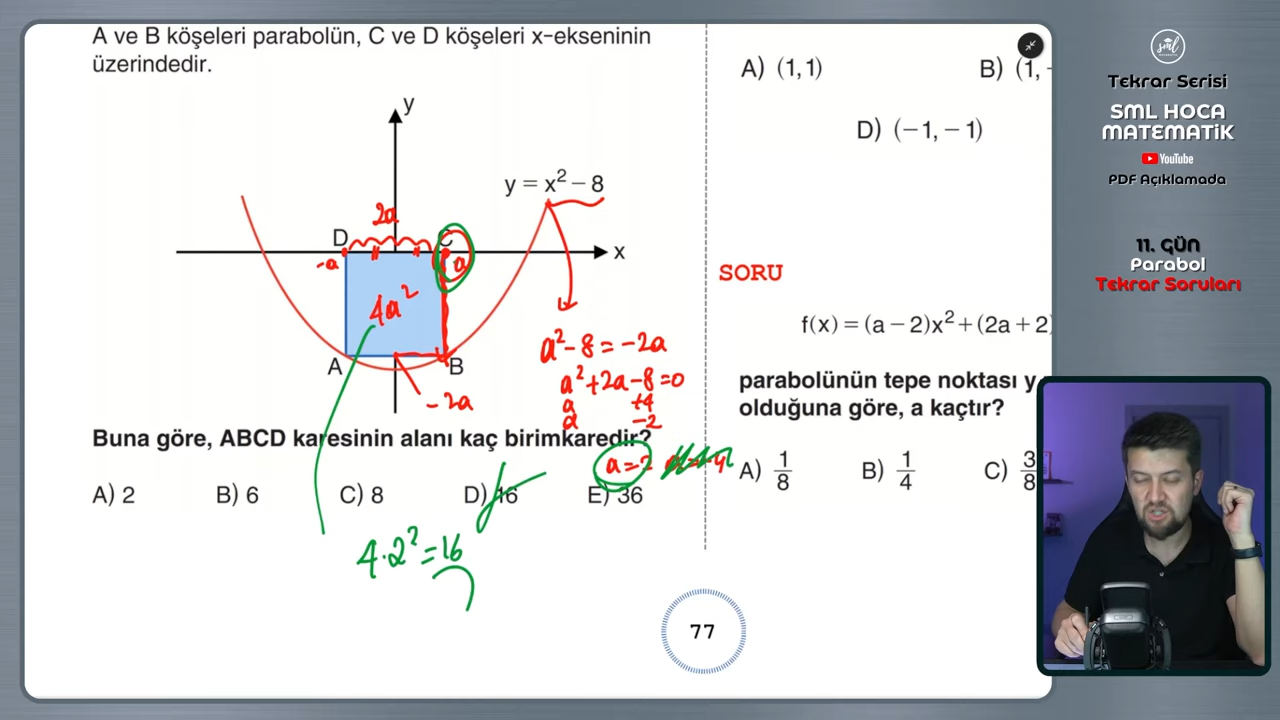 A ve B köşeleri parabolün, C ve D köşeleri x-ekseninin
üzerindedir.
y
y = x² − 8
2a
D
C
x
-a
a
4a²
A
B
-2a
a²-8=-2a
a²+2a-8=0
a +4
a -2
Buna göre, ABCD karesinin alanı kaç birimkaredir?
a=2
A) 2 B) 6 C) 8 D) 16 E) 36
4·2²=16
77
A) (1,1) B) (1, -
D) (−1, −1)
SORU
f(x) = (a − 2)x² + (2a + 2)
parabolünün tepe noktası y
olduğuna göre, a kaçtır?
A) 1/8 B) 1/4 C) 3/8
sml
Tekrar Serisi
SML HOCA
MATEMATİK
YouTube
PDF Açıklamada
11. GÜN
Parabol
Tekrar Soruları